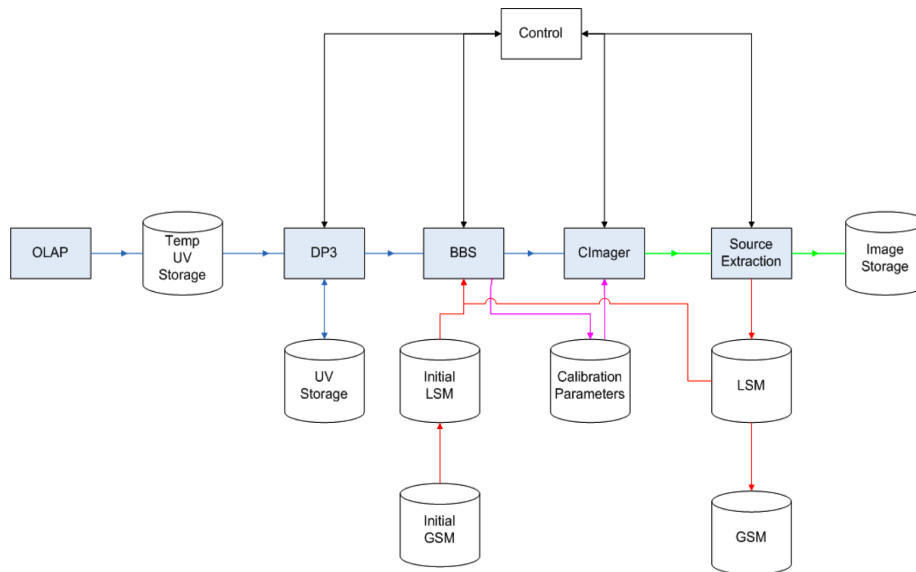 Control
OLAP
Temp
UV
Storage
DP3
BBS
CImager
Source
Extraction
Image
Storage
UV
Storage
Initial
LSM
Calibration
Parameters
LSM
Initial
GSM
GSM